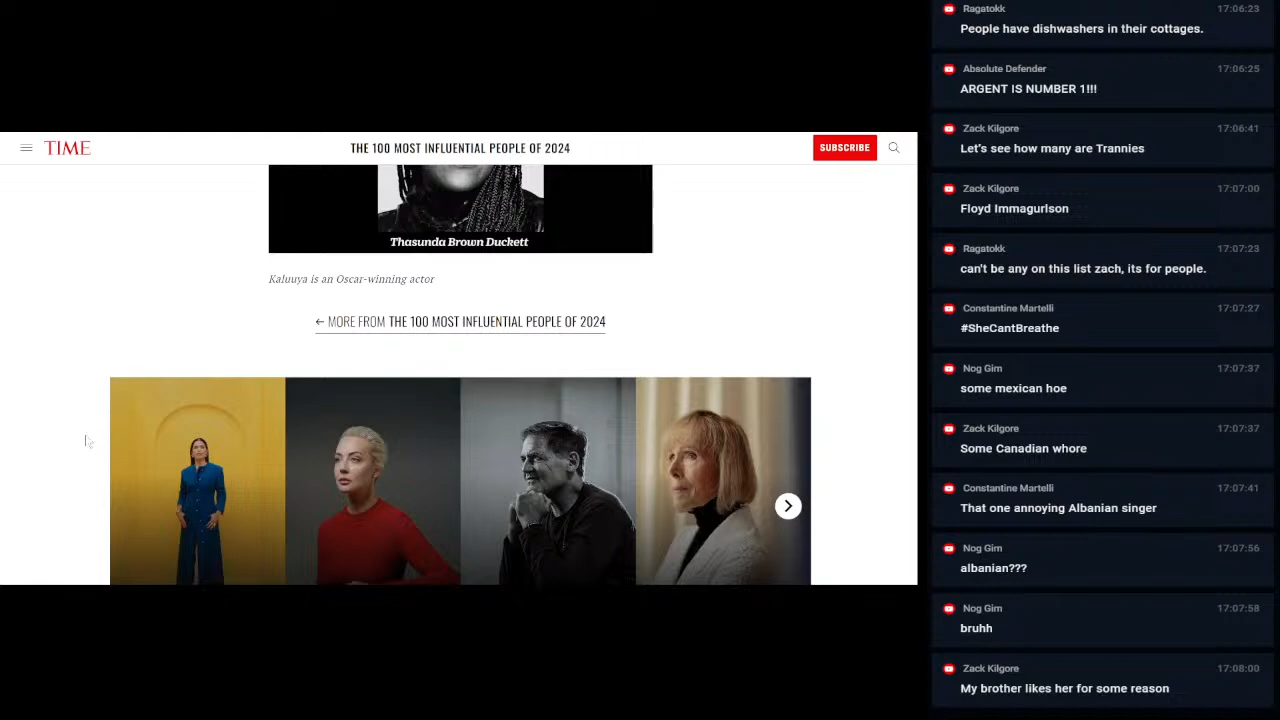 TIME
THE 100 MOST INFLUENTIAL PEOPLE OF 2024
SUBSCRIBE
Thasunda Brown Duckett
Kaluuya is an Oscar-winning actor
← MORE FROM THE 100 MOST INFLUENTIAL PEOPLE OF 2024
Ragatokk 17:06:23
People have dishwashers in their cottages.
Absolute Defender 17:06:25
ARGENT IS NUMBER 1!!!
Zack Kilgore 17:06:41
Let's see how many are Trannies
Zack Kilgore 17:07:00
Floyd Immagurlson
Ragatokk 17:07:23
can't be any on this list zach, its for people.
Constantine Martelli 17:07:27
#SheCantBreathe
Nog Gim 17:07:37
some mexican hoe
Zack Kilgore 17:07:37
Some Canadian whore
Constantine Martelli 17:07:41
That one annoying Albanian singer
Nog Gim 17:07:56
albanian???
Nog Gim 17:07:58
bruhh
Zack Kilgore 17:08:00
My brother likes her for some reason